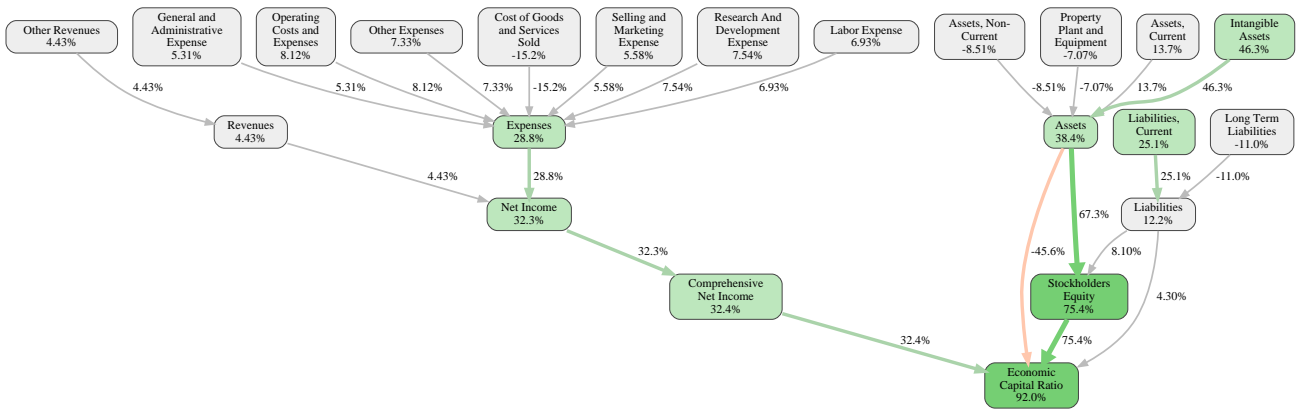 Other Revenues
4.43%
General and
Administrative
Expense
5.31%
Operating
Costs and
Expenses
8.12%
Other Expenses
7.33%
Cost of Goods
and Services
Sold
-15.2%
Selling and
Marketing
Expense
5.58%
Research And
Development
Expense
7.54%
Labor Expense
6.93%
Assets, Non-
Current
-8.51%
Property
Plant and
Equipment
-7.07%
Assets,
Current
13.7%
Intangible
Assets
46.3%
4.43%
5.31%
8.12%
7.33%
-15.2%
5.58%
7.54%
6.93%
-8.51%
-7.07%
13.7%
46.3%
Revenues
4.43%
Expenses
28.8%
Assets
38.4%
Liabilities,
Current
25.1%
Long Term
Liabilities
-11.0%
4.43%
28.8%
25.1%
-11.0%
Net Income
32.3%
67.3%
Liabilities
12.2%
32.3%
-45.6%
8.10%
Comprehensive
Net Income
32.4%
Stockholders
Equity
75.4%
4.30%
32.4%
75.4%
Economic
Capital Ratio
92.0%